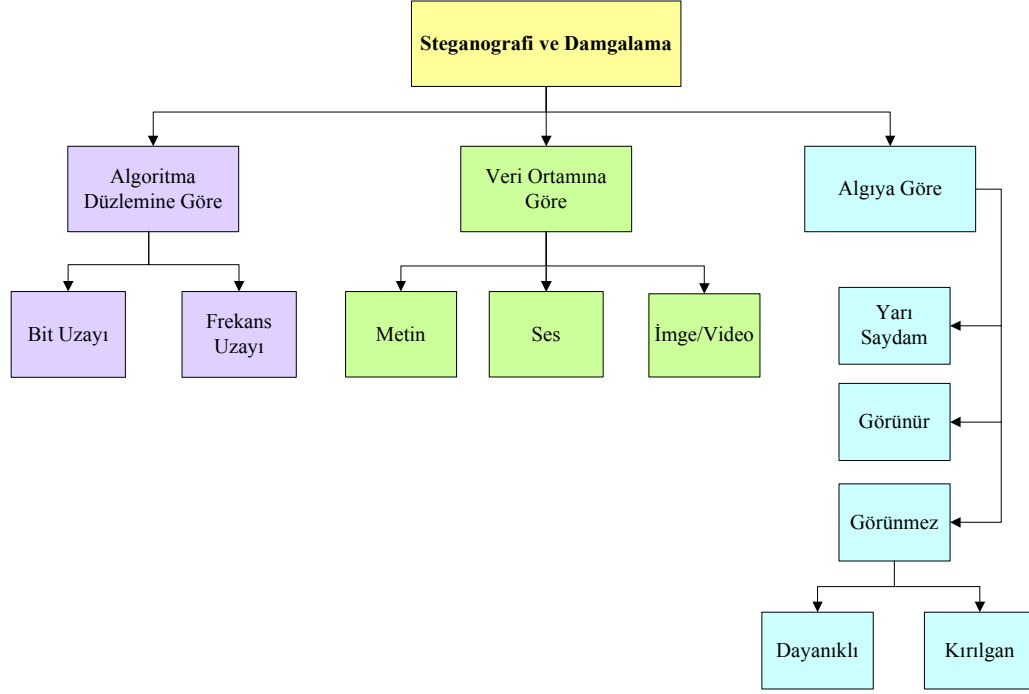 Steganografi ve Damgalama
Algoritma
Düzlemine Göre
Veri Ortamına
Göre
Algıya Göre
Bit Uzayı
Frekans
Uzayı
Metin
Ses
İmge/Video
Yarı
Saydam
Görünür
Görünmez
Dayanıklı
Kırılgan